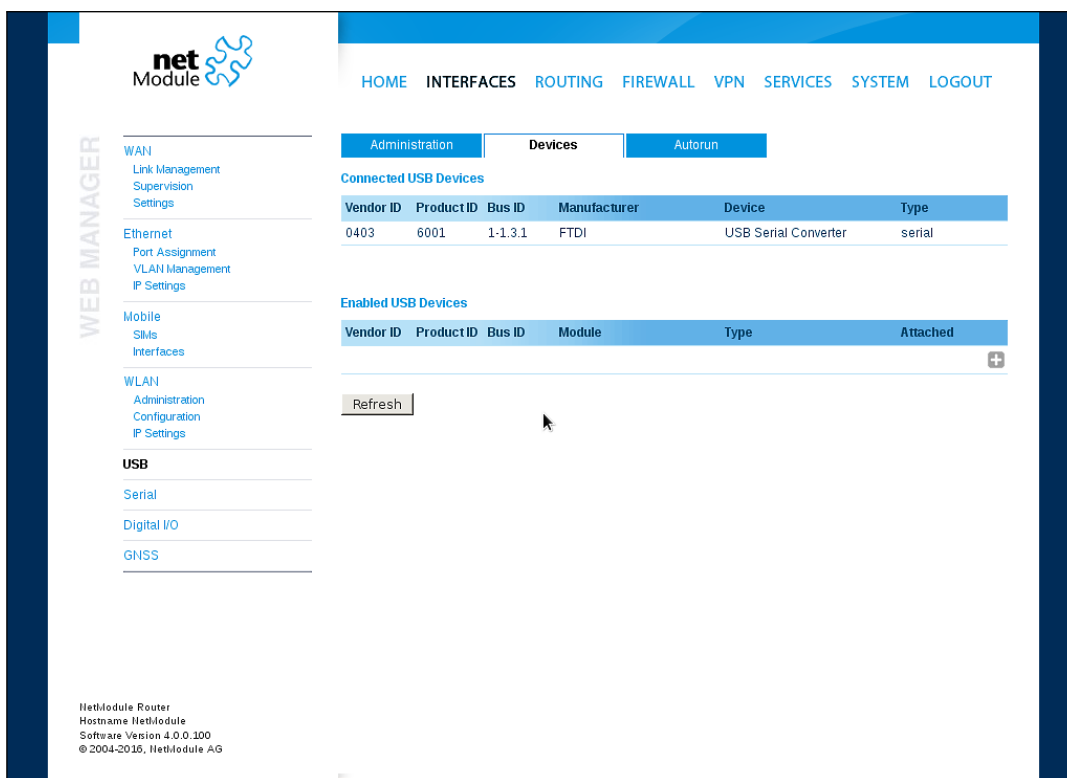 net
Module
HOME INTERFACES ROUTING FIREWALL VPN SERVICES SYSTEM LOGOUT
WEB MANAGER
WAN
Link Management
Supervision
Settings
Ethernet
Port Assignment
VLAN Management
IP Settings
Mobile
SIMs
Interfaces
WLAN
Administration
Configuration
IP Settings
USB
Serial
Digital I/O
GNSS
Administration Devices Autorun
Connected USB Devices
Vendor ID Product ID Bus ID Manufacturer Device Type
0403 6001 1-1.3.1 FTDI USB Serial Converter serial
Enabled USB Devices
Vendor ID Product ID Bus ID Module Type Attached
Refresh
NetModule Router
Hostname NetModule
Software Version 4.0.0.100
© 2004-2016, NetModule AG